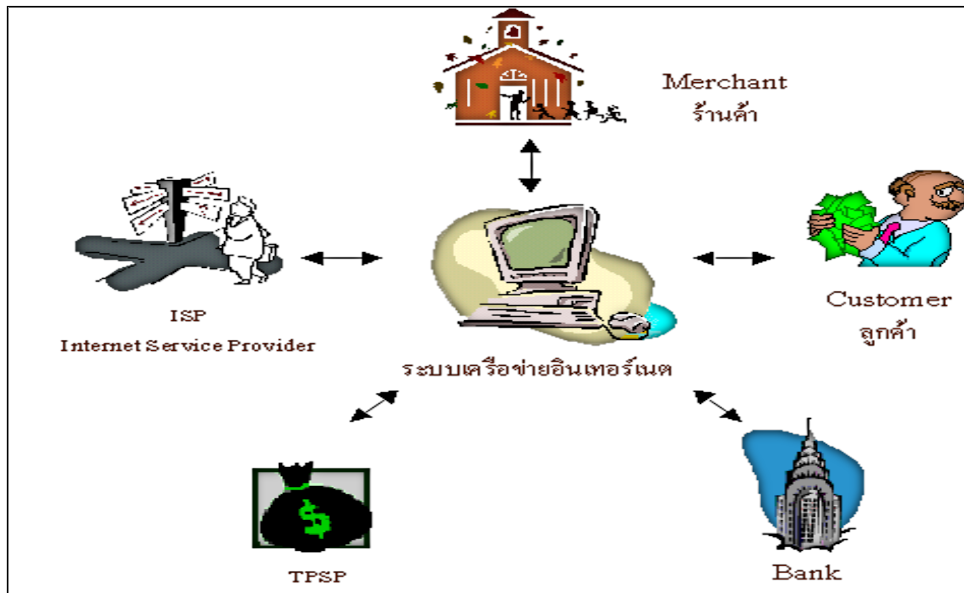 Merchant
ร้านค้า
ISP
Internet Service Provider
Customer
ลูกค้า
ระบบเครือข่ายอินเทอร์เนต
$
TPSP
Bank